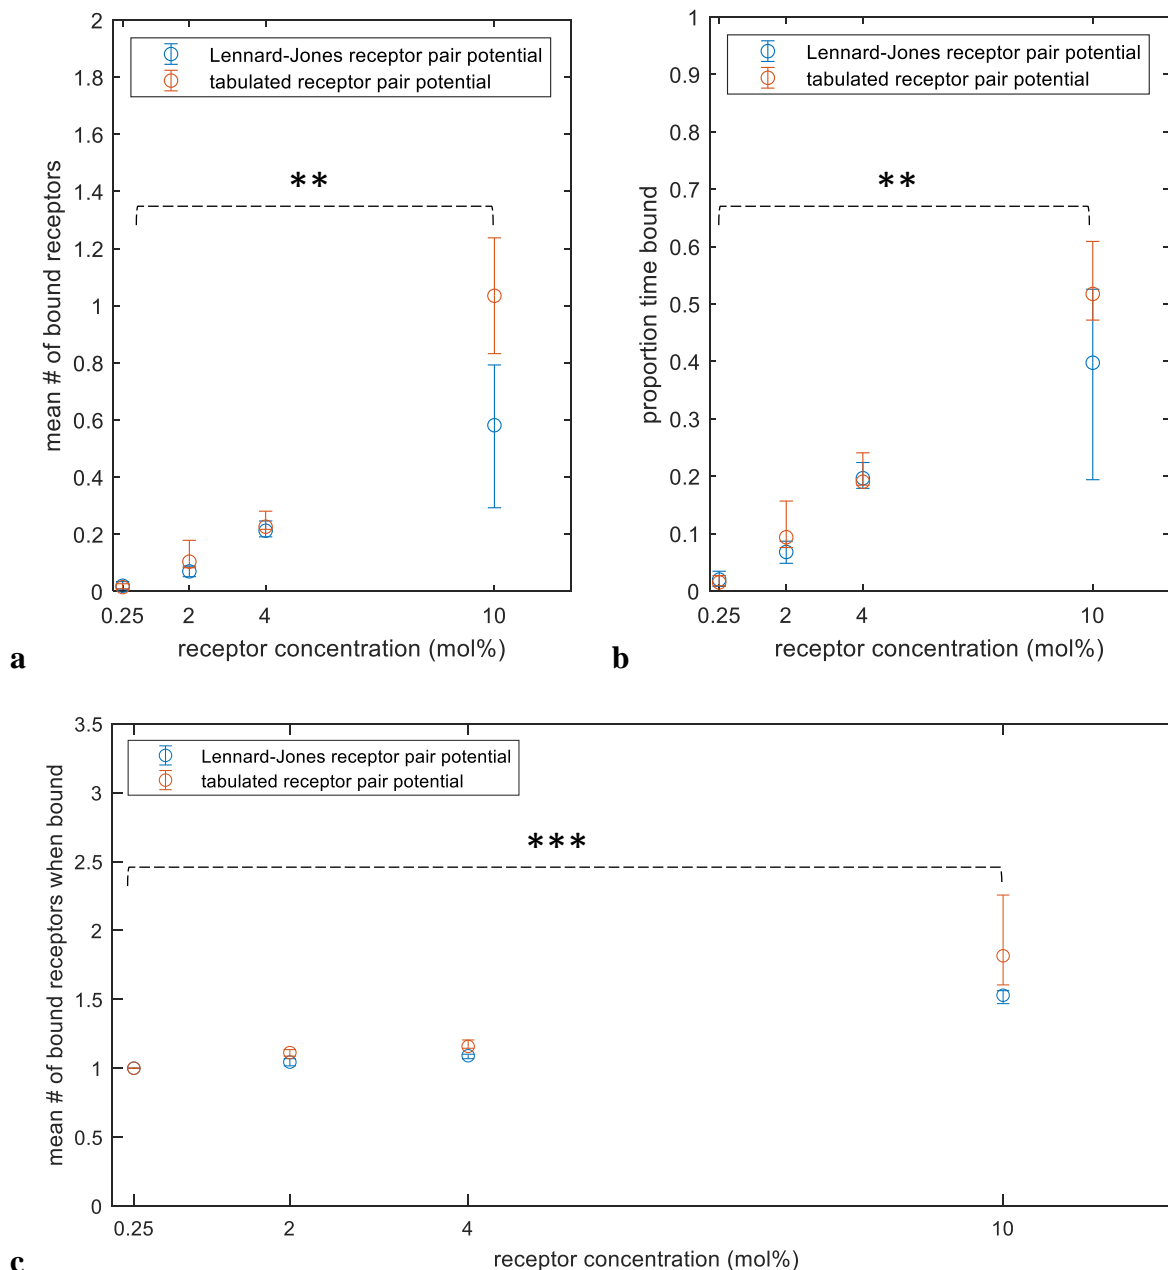 2
1.8
1.6
1.4
1.2
1
0.8
0.6
0.4
0.2
0
mean # of bound receptors
Lennard-Jones receptor pair potential
tabulated receptor pair potential
**
0.25 2 4 10
receptor concentration (mol%)
a
1
0.9
0.8
0.7
0.6
0.5
0.4
0.3
0.2
0.1
0
proportion time bound
Lennard-Jones receptor pair potential
tabulated receptor pair potential
**
0.25 2 4 10
receptor concentration (mol%)
b
3.5
3
2.5
2
1.5
1
0.5
0
mean # of bound receptors when bound
Lennard-Jones receptor pair potential
tabulated receptor pair potential
***
0.25 2 4 10
receptor concentration (mol%)
c